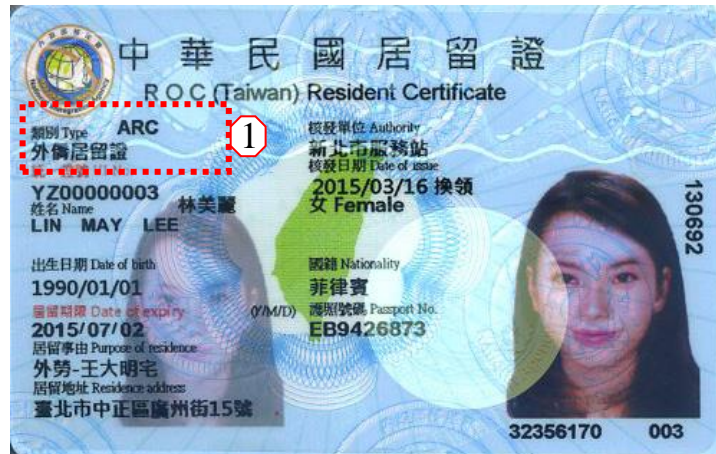 中華民國居留證
ROC(Taiwan) Resident Certificate
類別 Type ARC
外僑居留證
1
核發單位 Authority
新北市服務站
核發日期 Date of issue
2015/03/16 換領
YZ00000003
姓名 Name 林美麗
女 Female
LIN MAY LEE
出生日期 Date of birth
1990/01/01
國籍 Nationality
菲律賓
居留期限 Date of expiry (Y/M/D)
2015/07/02
護照號碼 Passport No.
EB9426873
居留事由 Purpose of residence
外勞-王大明宅
居留地址 Residence address
臺北市中正區廣州街15號
130692
32356170 003